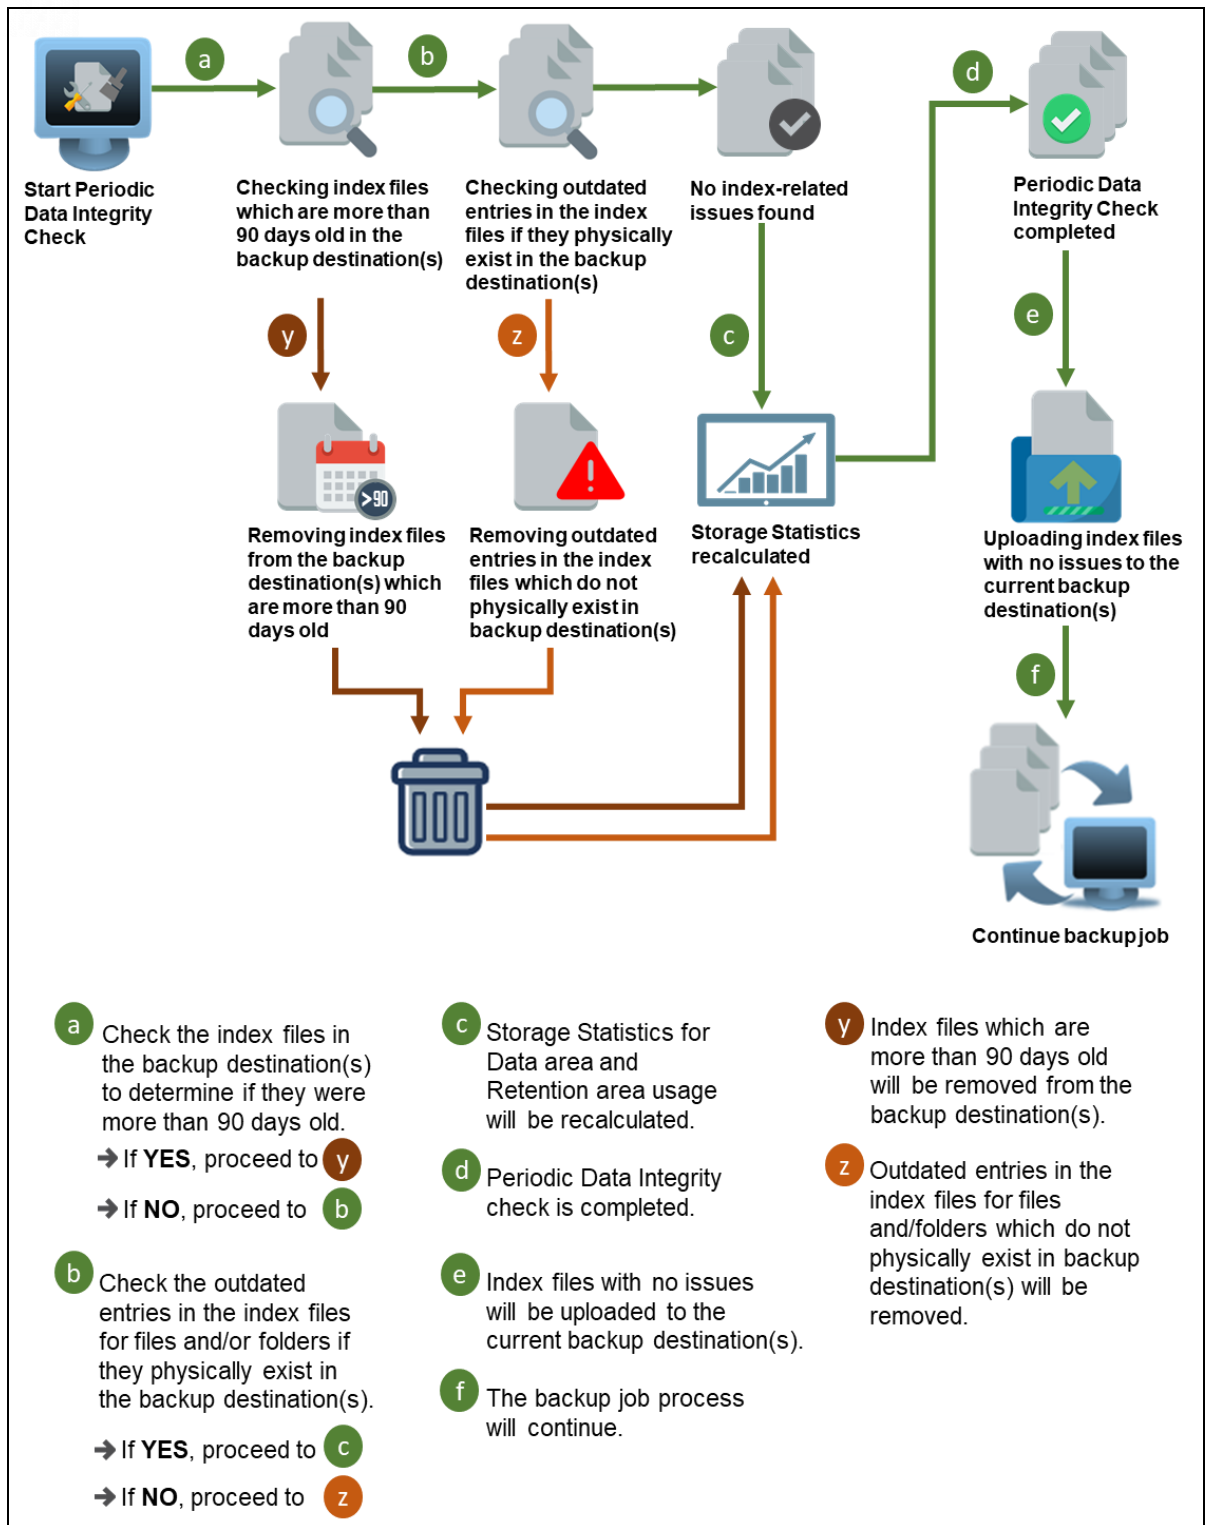 a
b
d
Start Periodic
Data Integrity
Check
Checking index files
which are more than
90 days old in the
backup destination(s)
Checking outdated
entries in the index
files if they physically
exist in the backup
destination(s)
No index-related
issues found
Periodic Data
Integrity Check
completed
y
z
c
e
>90
Removing index files
from the backup
destination(s) which
are more than 90
days old
Removing outdated
entries in the index
files which do not
physically exist in
backup destination(s)
Storage Statistics
recalculated
Uploading index files
with no issues to the
current backup
destination(s)
f
Continue backup job
a
Check the index files in
the backup destination(s)
to determine if they were
more than 90 days old.
➔ If YES, proceed to y
➔ If NO, proceed to b
b
Check the outdated
entries in the index files
for files and/or folders if
they physically exist in
the backup destination(s).
➔ If YES, proceed to c
➔ If NO, proceed to z
c
Storage Statistics for
Data area and
Retention area usage
will be recalculated.
d
Periodic Data Integrity
check is completed.
e
Index files with no issues
will be uploaded to the
current backup destination(s).
f
The backup job process
will continue.
y
Index files which are
more than 90 days old
will be removed from the
backup destination(s).
z
Outdated entries in the
index files for files
and/folders which do not
physically exist in backup
destination(s) will be
removed.